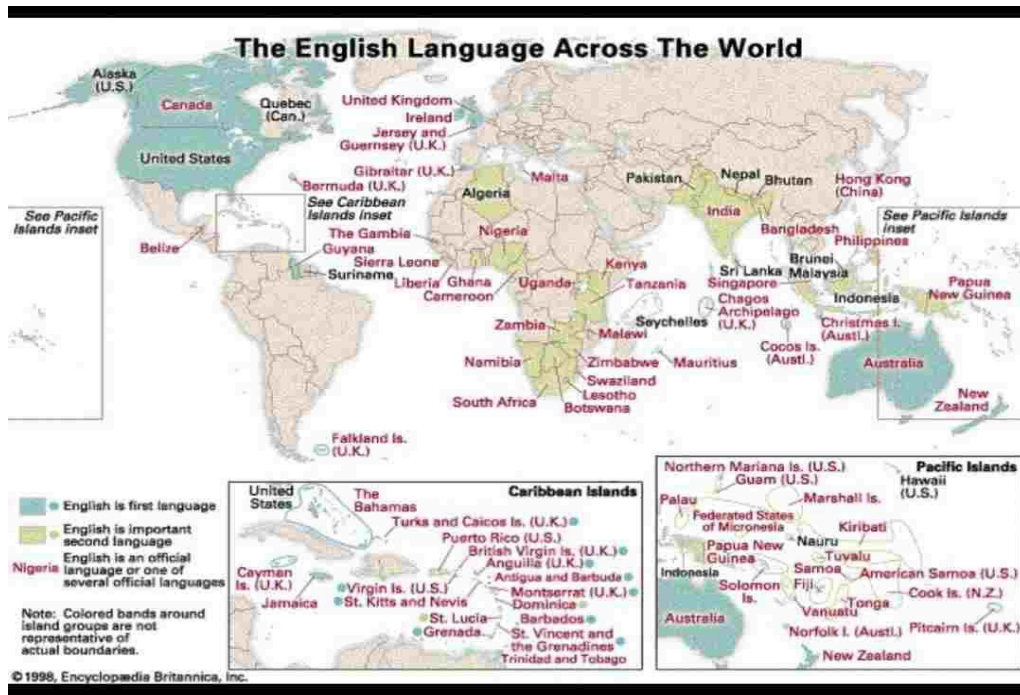 The English Language Across The World
Alaska
(U.S.)
Canada
Quebec
(Can.)
United States
United Kingdom
Ireland
Jersey and
Guernsey (U.K.)
Gibraltar (U.K.)
Bermuda (U.K.)
Malta
Algeria
Pakistan
Nepal
Bhutan
Hong Kong
(China)
India
Bangladesh
See Pacific
Islands inset
See Caribbean
Islands inset
See Pacific Islands
inset
Belize
The Gambia
Guyana
Sierra Leone
Suriname
Liberia
Ghana
Cameroon
Nigeria
Uganda
Kenya
Tanzania
Sri Lanka
Singapore
Brunei
Malaysia
Philippines
Indonesia
Papua
New Guinea
Seychelles
Chagos
Archipelago
(U.K.)
Christmas I.
(Austl.)
Cocos Is.
(Austl.)
Zambia
Malawi
Mauritius
Namibia
Zimbabwe
Swaziland
Lesotho
Botswana
South Africa
Australia
New
Zealand
Falkland Is.
(U.K.)
English is first language
English is important
second language
Nigeria
English is an official
language or one of
several official languages
Note: Colored bands around
island groups are not
representative of
actual boundaries.
©1998, Encyclopædia Britannica, Inc.
Caribbean Islands
United
States
The
Bahamas
Turks and Caicos Is. (U.K.)
Puerto Rico (U.S.)
British Virgin Is. (U.K.)
Anguilla (U.K.)
Antigua and Barbuda
Cayman
Is. (U.K.)
Jamaica
Virgin Is. (U.S.)
St. Kitts and Nevis
Montserrat (U.K.)
Dominica
St. Lucia
Barbados
Grenada
St. Vincent and
the Grenadines
Trinidad and Tobago
Pacific Islands
Northern Mariana Is. (U.S.)
Guam (U.S.)
Hawaii
(U.S.)
Palau
Marshall Is.
Federated States
of Micronesia
Kiribati
Nauru
Papua New
Guinea
Tuvalu
Indonesia
Samoa
American Samoa (U.S.)
Solomon
Is.
Fiji
Cook Is. (N.Z.)
Vanuatu
Tonga
Australia
Norfolk I. (Austl.)
Pitcairn Is. (U.K.)
New Zealand